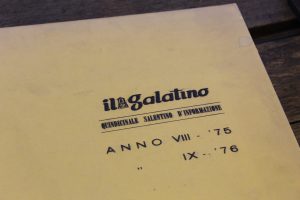 il galatino
QUINDICINALE SALENTINO D'INFORMAZIONE
ANNO VIII - '75
" IX - '76